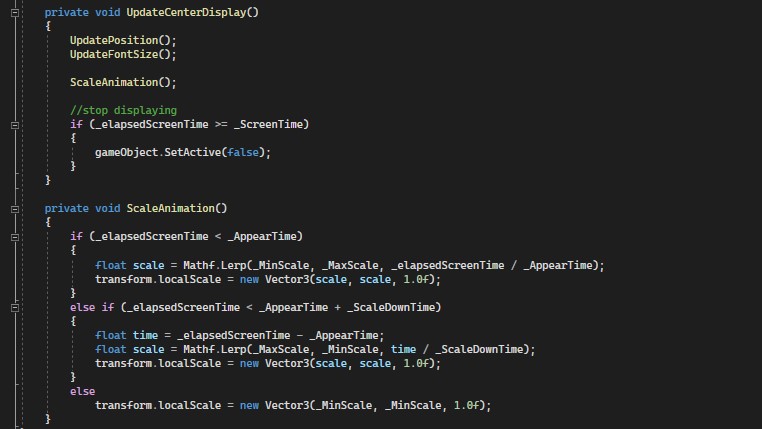 private void UpdateCenterDisplay()
{
UpdatePosition();
UpdateFontSize();
ScaleAnimation();
//stop displaying
if (_elapsedScreenTime >= _ScreenTime)
{
gameObject.SetActive(false);
}
}
private void ScaleAnimation()
{
if (_elapsedScreenTime < _AppearTime)
{
float scale = Mathf.Lerp(_MinScale, _MaxScale, _elapsedScreenTime / _AppearTime);
transform.localScale = new Vector3(scale, scale, 1.0f);
}
else if (_elapsedScreenTime < _AppearTime + _ScaleDownTime)
{
float time = _elapsedScreenTime - _AppearTime;
float scale = Mathf.Lerp(_MaxScale, _MinScale, time / _ScaleDownTime);
transform.localScale = new Vector3(scale, scale, 1.0f);
}
else
transform.localScale = new Vector3(_MinScale, _MinScale, 1.0f);
}